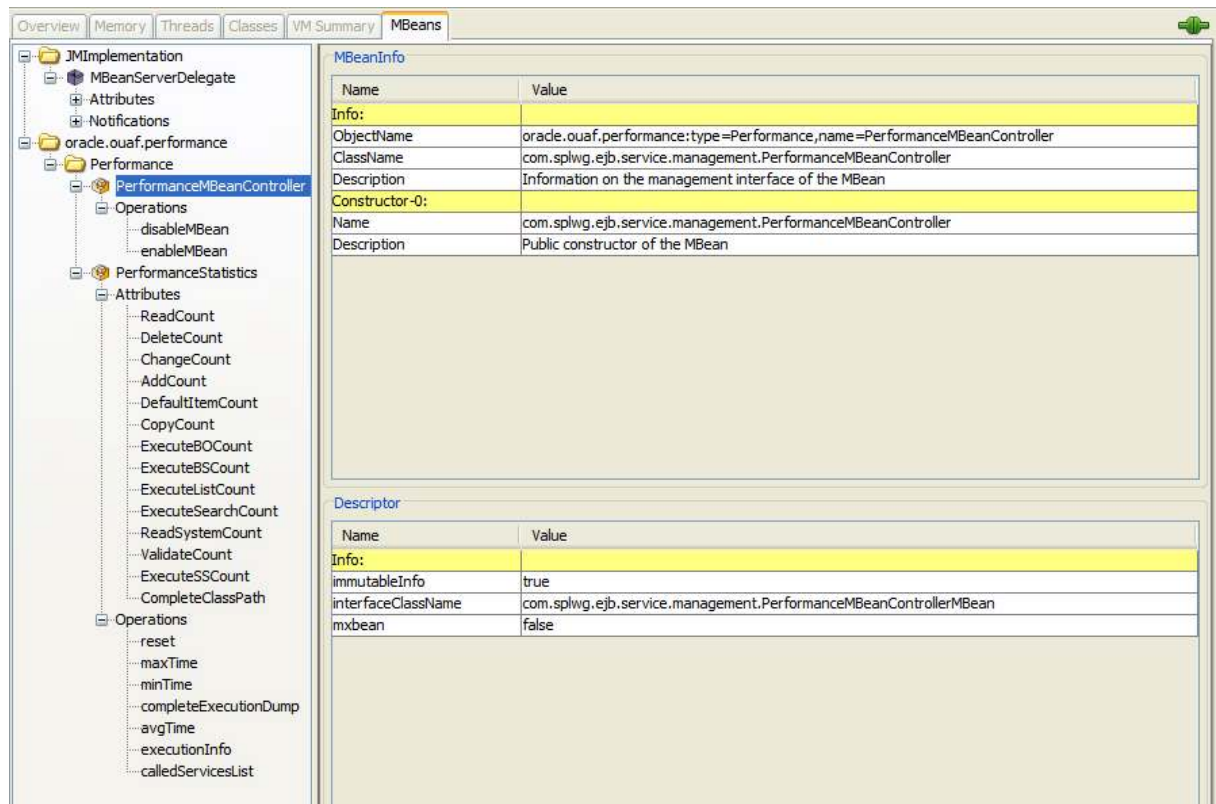 Overview Memory Threads Classes VM Summary MBeans
JMImplementation
MBeanServerDelegate
Attributes
Notifications
oracle.ouaf.performance
Performance
PerformanceMBeanController
Operations
disableMBean
enableMBean
PerformanceStatistics
Attributes
ReadCount
DeleteCount
ChangeCount
AddCount
DefaultItemCount
CopyCount
ExecuteBOCount
ExecuteBSCount
ExecuteListCount
ExecuteSearchCount
ReadSystemCount
ValidateCount
ExecuteSSCount
CompleteClassPath
Operations
reset
maxTime
minTime
completeExecutionDump
avgTime
executionInfo
calledServicesList
MBeanInfo
Name Value
Info:
ObjectName oracle.ouaf.performance:type=Performance,name=PerformanceMBeanController
ClassName com.splwg.ejb.service.management.PerformanceMBeanController
Description Information on the management interface of the MBean
Constructor-0:
Name com.splwg.ejb.service.management.PerformanceMBeanController
Description Public constructor of the MBean
Descriptor
Name Value
Info:
immutableInfo true
interfaceClassName com.splwg.ejb.service.management.PerformanceMBeanControllerMBean
mxbean false